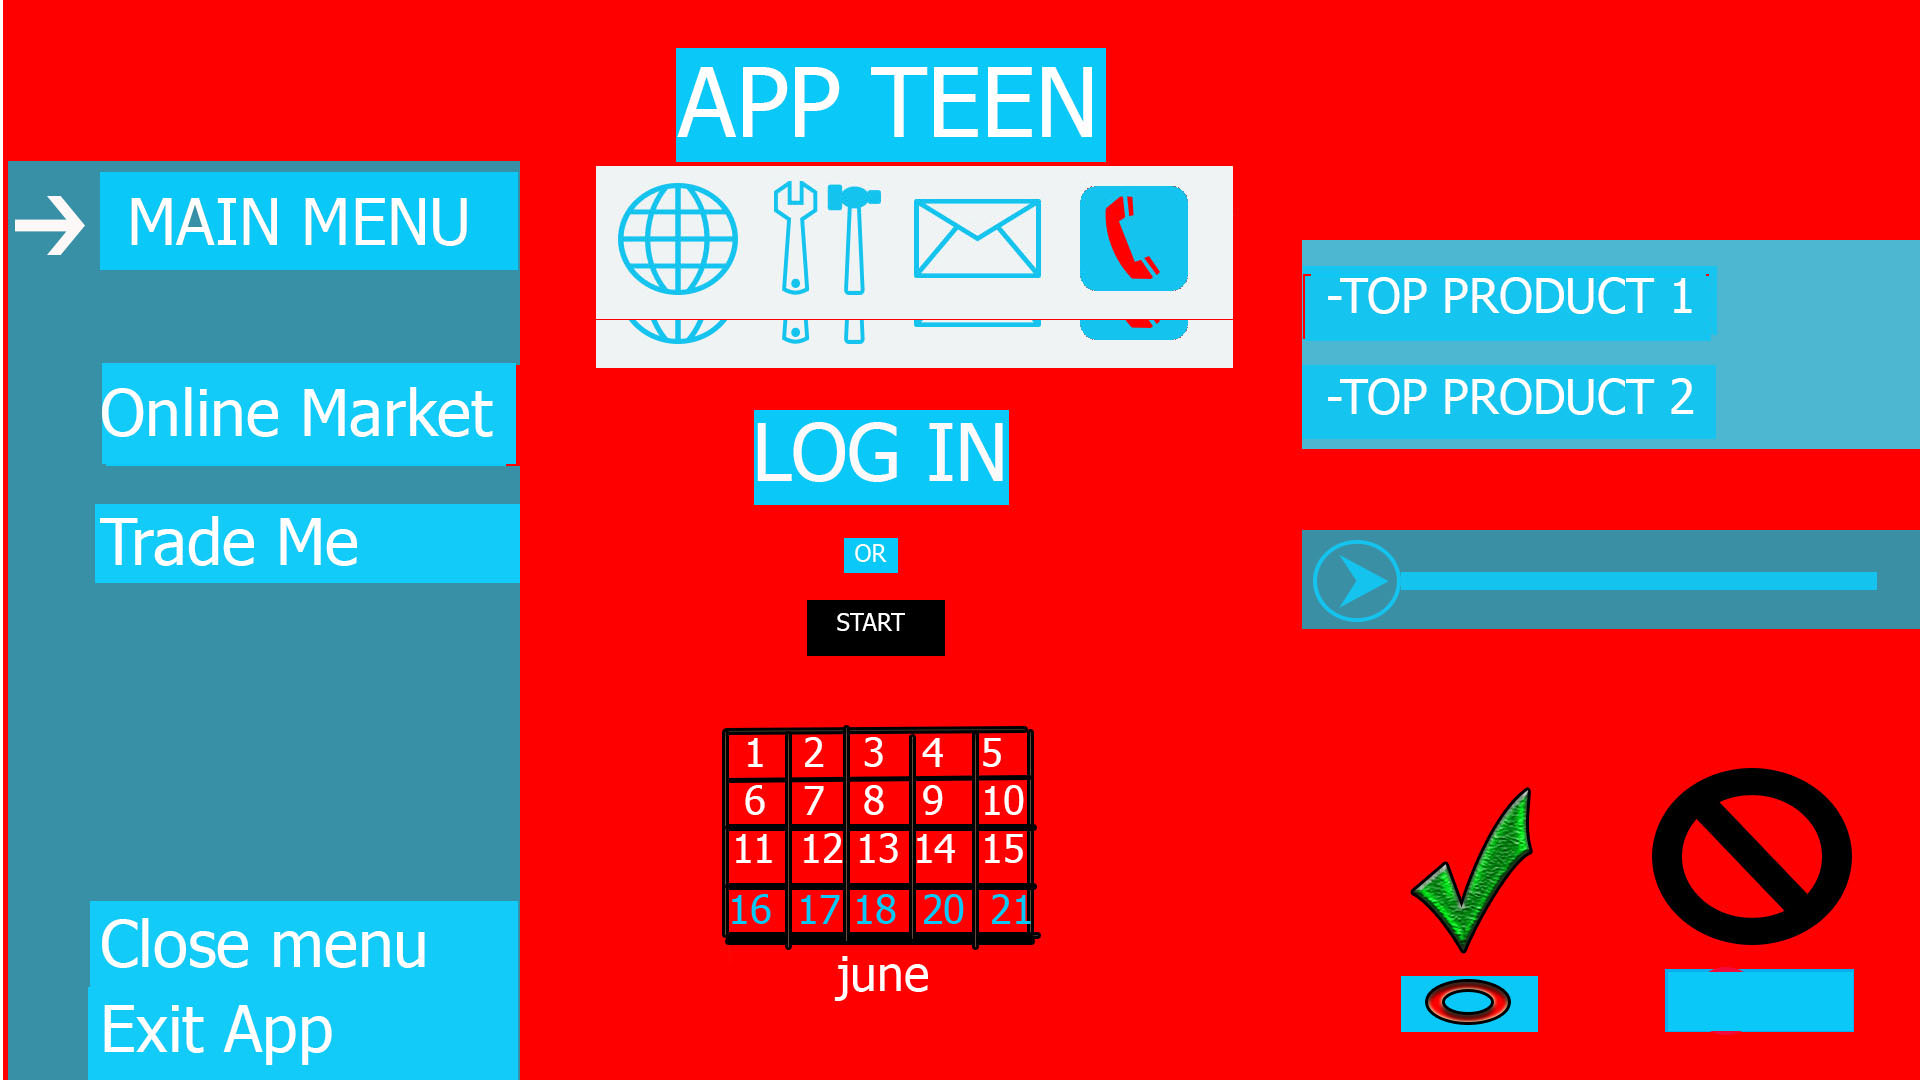 APP TEEN
MAIN MENU
Online Market
Trade Me
Close menu
Exit App
LOG IN
OR
START
1 2 3 4 5
6 7 8 9 10
11 12 13 14 15
16 17 18 20 21
june
-TOP PRODUCT 1
-TOP PRODUCT 2